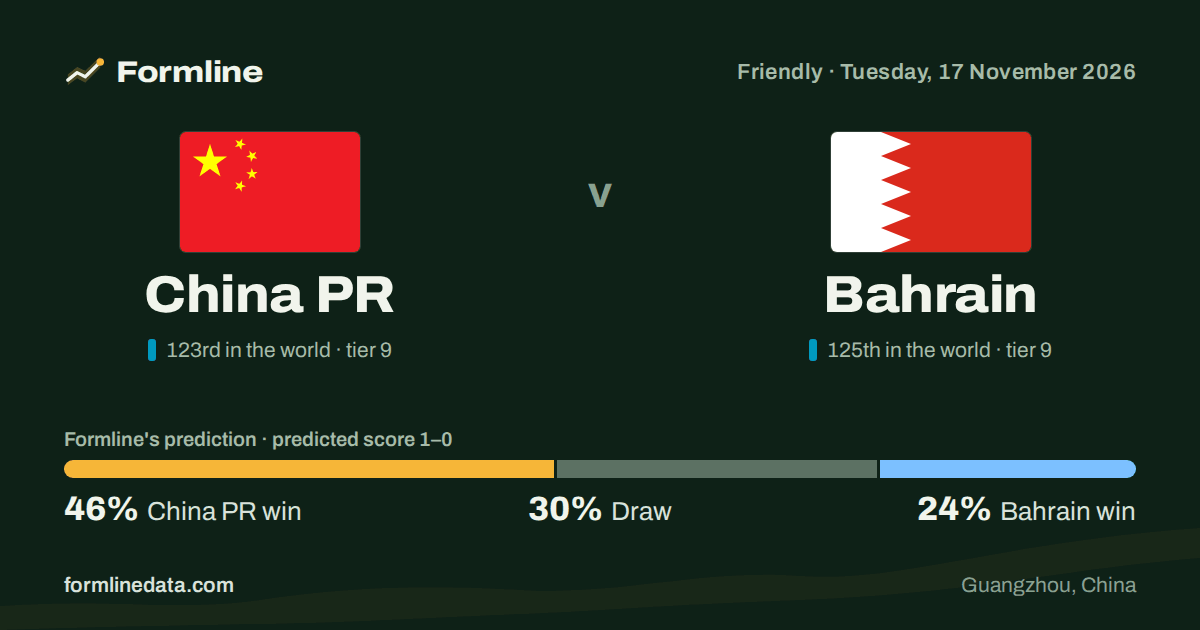 Formline
Friendly · Tuesday, 17 November 2026
v
China PR
Bahrain
123rd in the world · tier 9
125th in the world · tier 9
Formline's prediction · predicted score 1–0
46% China PR win
30% Draw
24% Bahrain win
formlinedata.com
Guangzhou, China